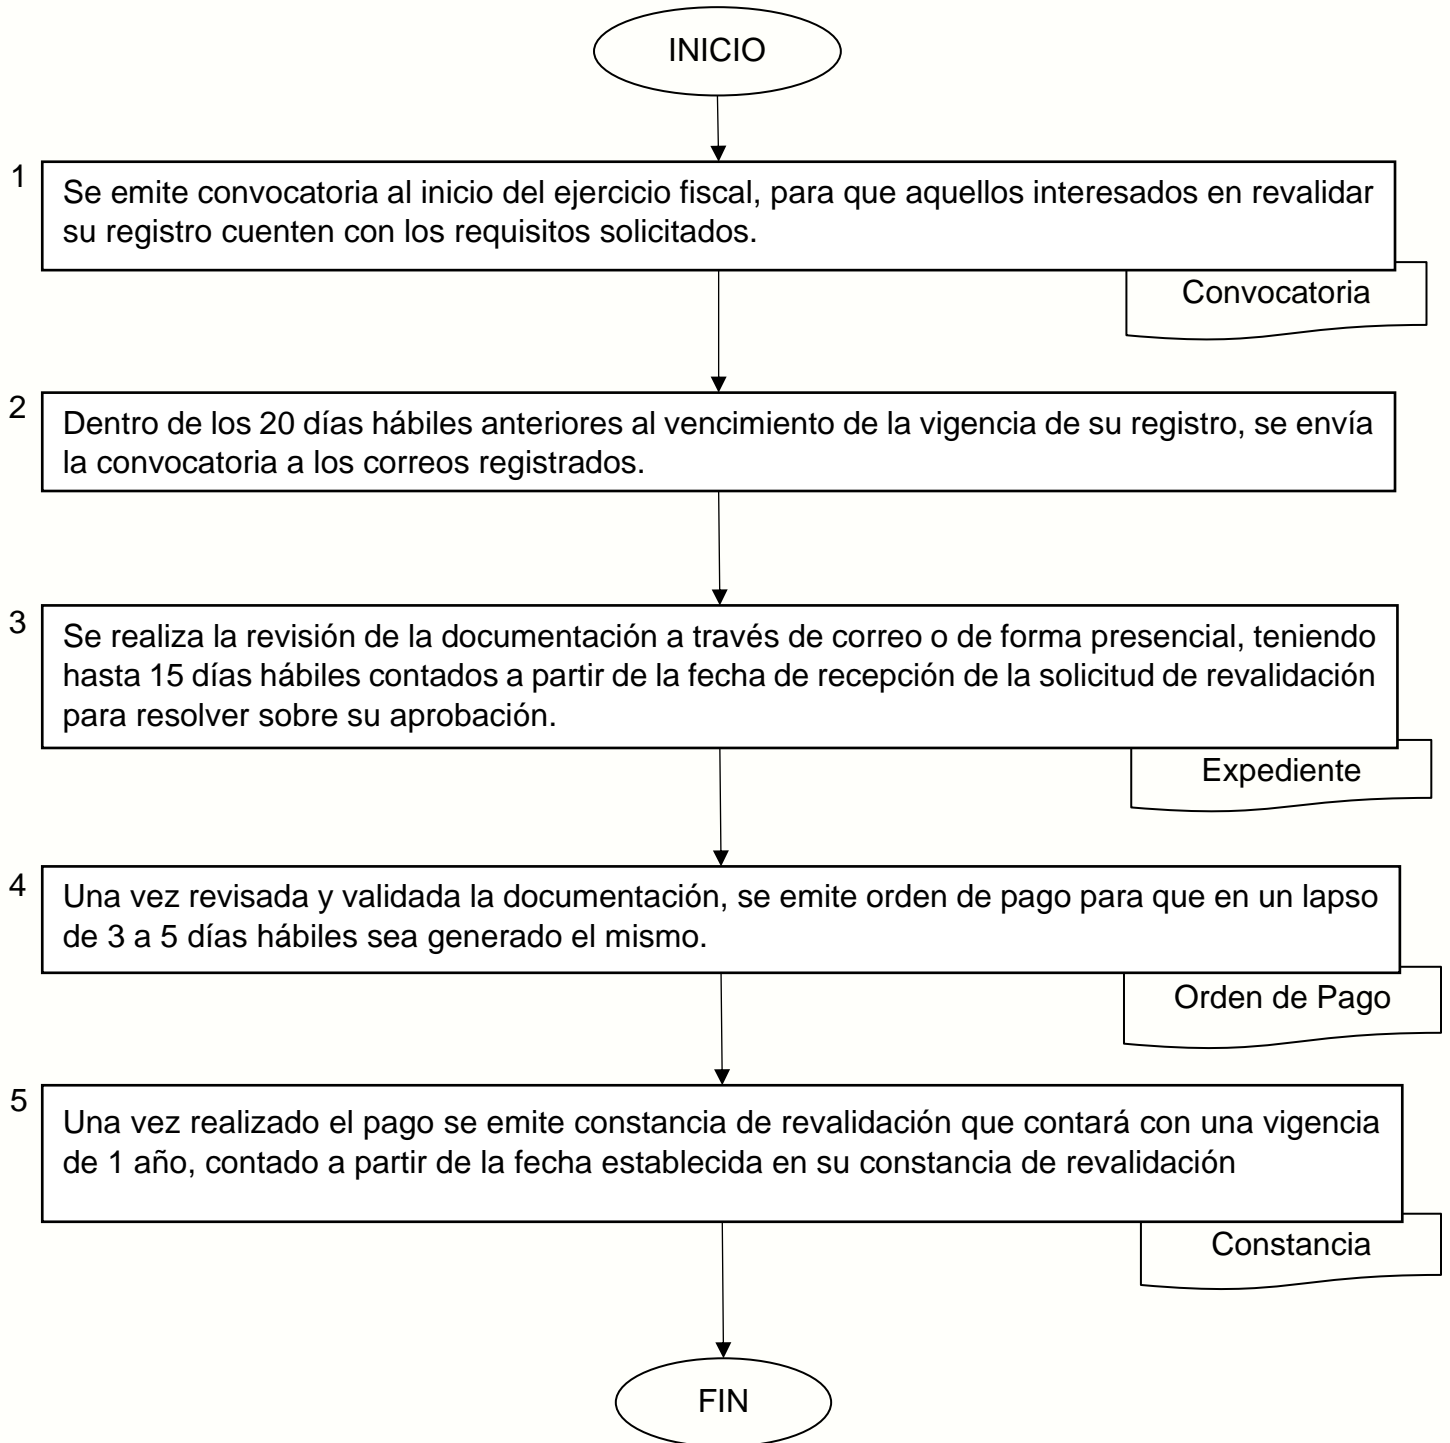 INICIO
1
Se emite convocatoria al inicio del ejercicio fiscal, para que aquellos interesados en revalidar
su registro cuenten con los requisitos solicitados.
Convocatoria
2
Dentro de los 20 días hábiles anteriores al vencimiento de la vigencia de su registro, se envía
la convocatoria a los correos registrados.
3
Se realiza la revisión de la documentación a través de correo o de forma presencial, teniendo
hasta 15 días hábiles contados a partir de la fecha de recepción de la solicitud de revalidación
para resolver sobre su aprobación.
Expediente
4
Una vez revisada y validada la documentación, se emite orden de pago para que en un lapso
de 3 a 5 días hábiles sea generado el mismo.
Orden de Pago
5
Una vez realizado el pago se emite constancia de revalidación que contará con una vigencia
de 1 año, contado a partir de la fecha establecida en su constancia de revalidación
Constancia
FIN